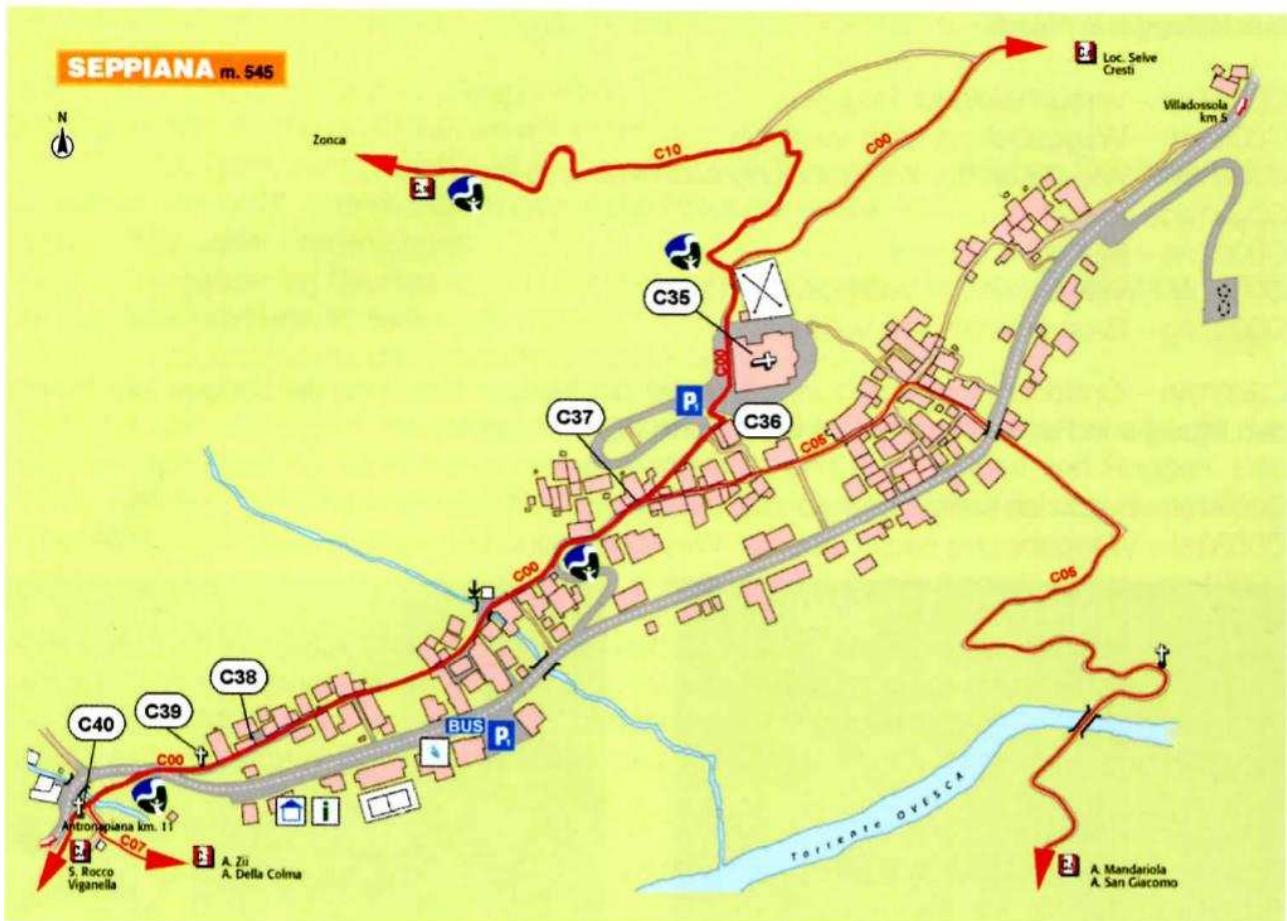 SEPPIANA m. 545
N
Zonca
C10
C00
Loc. Selve
Cresti
Villadossola
km 5
C35
C00
P
C36
C37
C05
C00
C05
C38
C39
C40
C00
BUS
P
i
Antronapiana km. 11
C07
S. Rocco
Viganella
A. Zii
A. Della Colma
Torrente OVESCA
A. Mandariola
A. San Giacomo